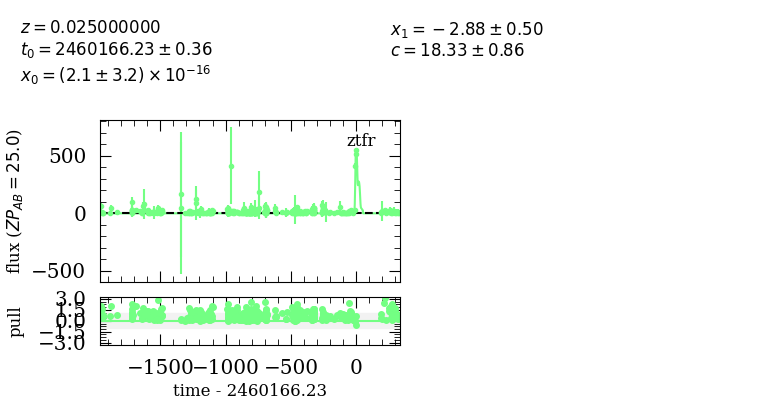 z = 0.025000000
t₀ = 2460166.23 ± 0.36
x₀ = (2.1 ± 3.2) × 10⁻¹⁶
x₁ = −2.88 ± 0.50
c = 18.33 ± 0.86
ztfr
flux (ZP_AB = 25.0)
500
0
−500
pull
3.0
1.5
0.0
−1.5
−3.0
−1500 −1000 −500 0
time - 2460166.23